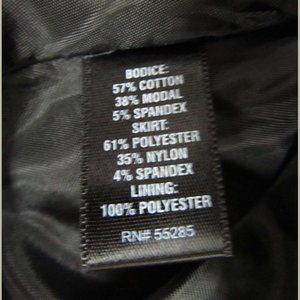 BODICE:
57% COTTON
38% MODAL
5% SPANDEX
SKIRT:
61% POLYESTER
35% NYLON
4% SPANDEX
LINING:
100% POLYESTER
RN# 55285